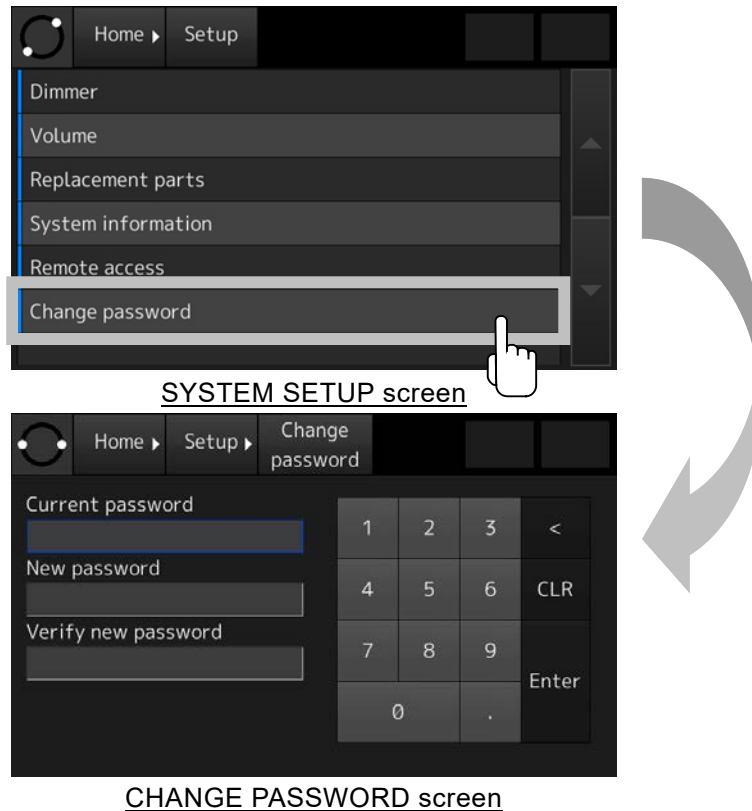 Home Setup
Dimmer
Volume
Replacement parts
System information
Remote access
Change password
SYSTEM SETUP screen
Home Setup Change
password
Current password
New password
Verify new password
1 2 3 <
4 5 6 CLR
7 8 9
Enter
0 .
CHANGE PASSWORD screen